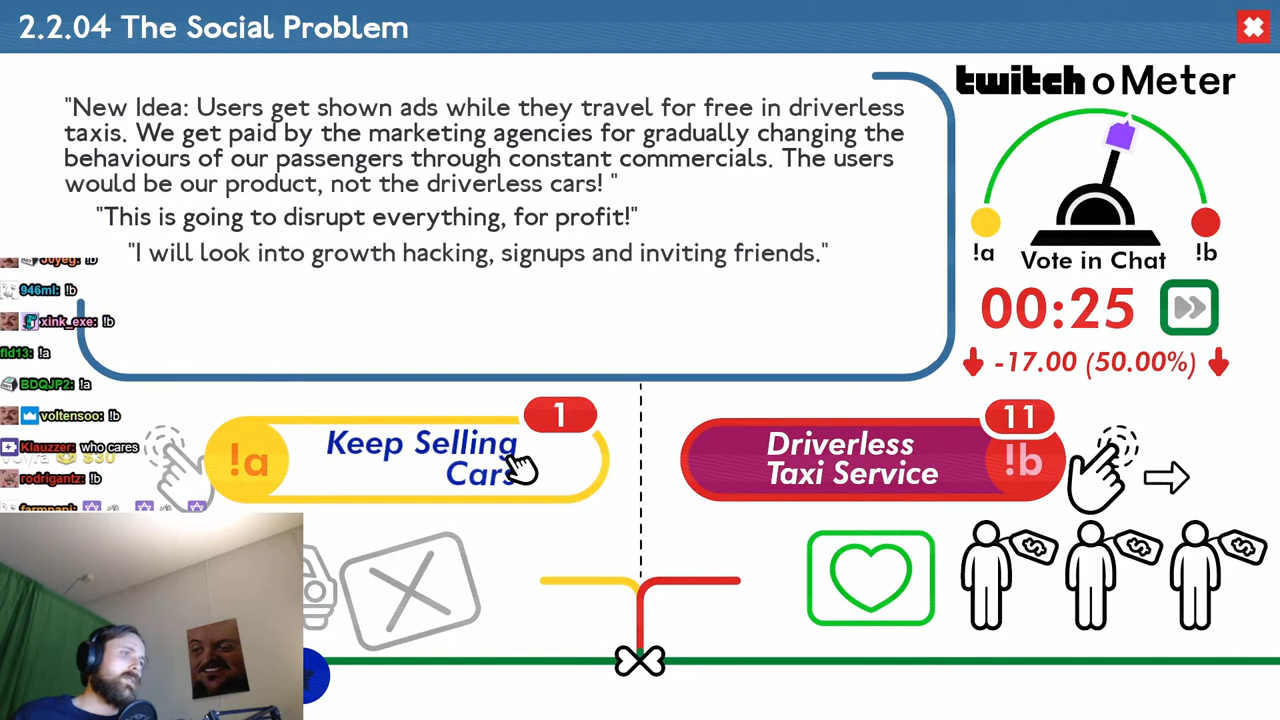 2.2.04 The Social Problem
"New Idea: Users get shown ads while they travel for free in driverless
taxis. We get paid by the marketing agencies for gradually changing the
behaviours of our passengers through constant commercials. The users
would be our product, not the driverless cars! "
"This is going to disrupt everything, for profit!"
"I will look into growth hacking, signups and inviting friends."
twitch o Meter
!a
!b
Vote in Chat
00:25
-17.00 (50.00%)
946ml: !b
xink_exe: !b
fld13: !a
BDQJP2: !a
voltensoo: !b
Klauzzer: who cares
rodrigantz: !b
1
!a
Keep Selling
Cars
11
Driverless
Taxi Service
!b
$
$
$